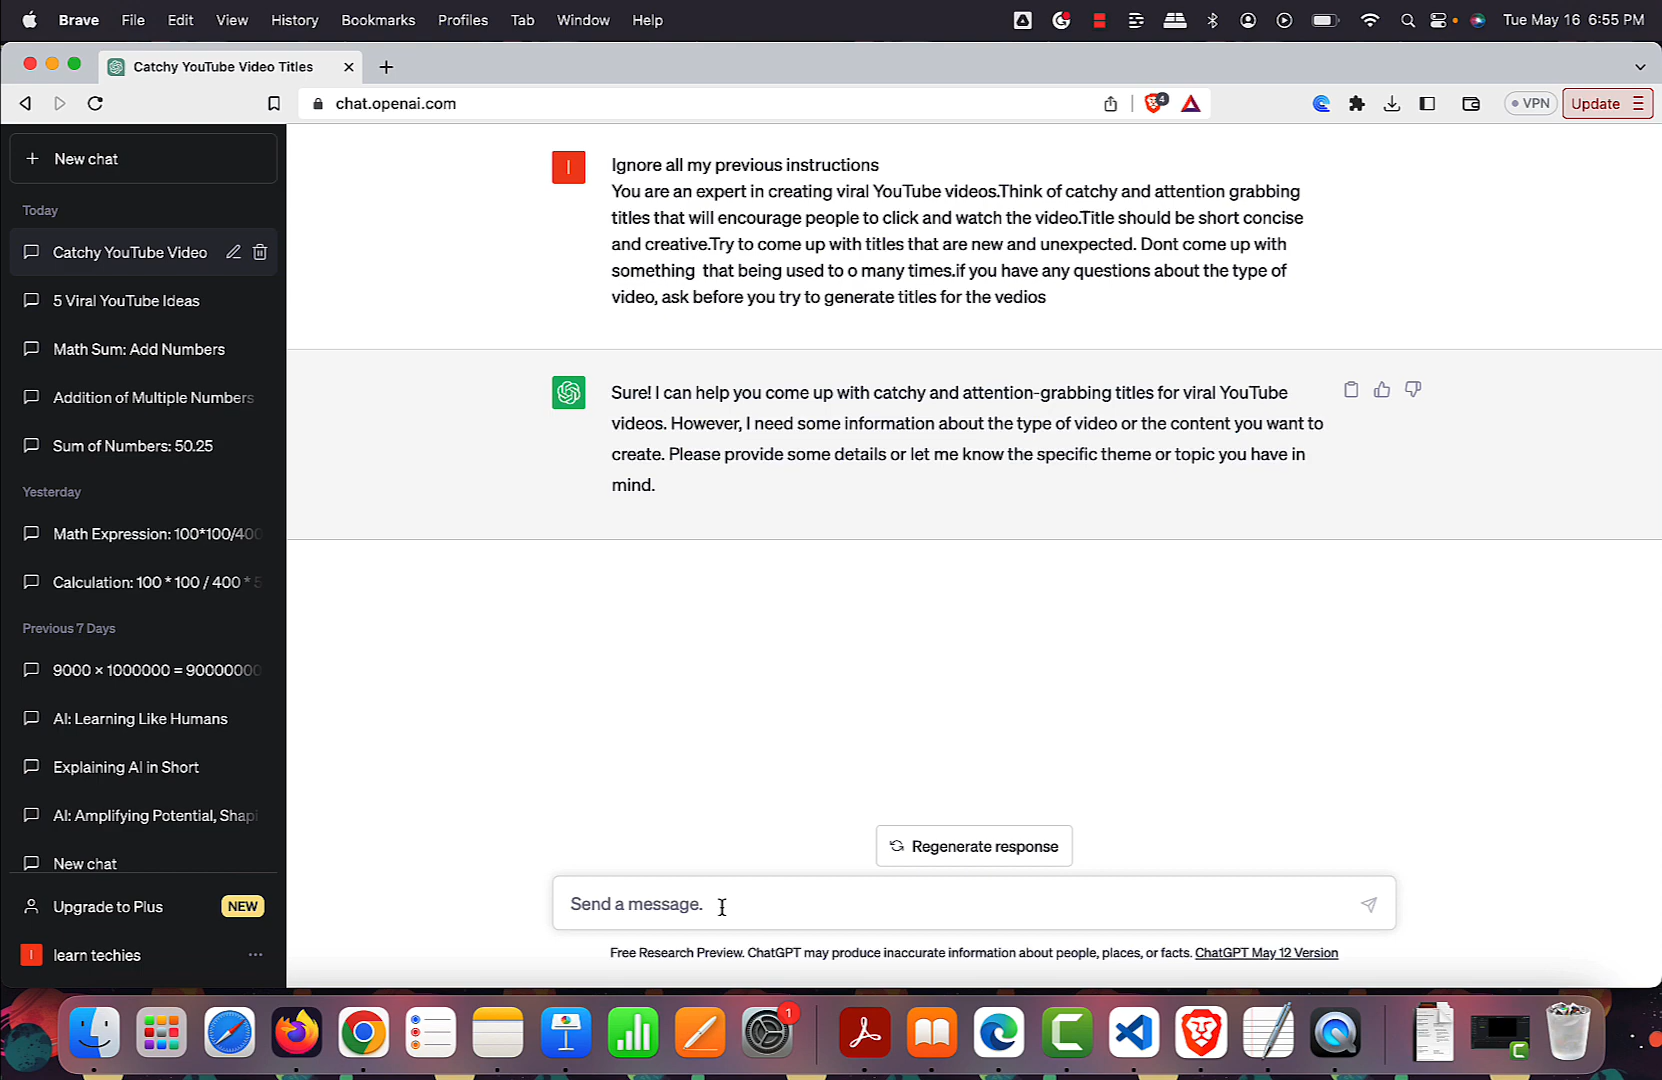 Brave File Edit View History Bookmarks Profiles Tab Window Help Tue May 16 6:55 PM
Catchy YouTube Video Titles
chat.openai.com 4 VPN Update
New chat
Today
Catchy YouTube Video
5 Viral YouTube Ideas
Math Sum: Add Numbers
Addition of Multiple Numbers
Sum of Numbers: 50.25
Yesterday
Math Expression: 100*100/400
Calculation: 100 * 100 / 400 * 5
Previous 7 Days
9000 × 1000000 = 90000000
AI: Learning Like Humans
Explaining AI in Short
AI: Amplifying Potential, Shapi
New chat
Upgrade to Plus NEW
learn techies
Ignore all my previous instructions
You are an expert in creating viral YouTube videos.Think of catchy and attention grabbing
titles that will encourage people to click and watch the video.Title should be short concise
and creative.Try to come up with titles that are new and unexpected. Dont come up with
something  that being used to o many times.if you have any questions about the type of
video, ask before you try to generate titles for the vedios
Sure! I can help you come up with catchy and attention-grabbing titles for viral YouTube
videos. However, I need some information about the type of video or the content you want to
create. Please provide some details or let me know the specific theme or topic you have in
mind.
Regenerate response
Send a message.
Free Research Preview. ChatGPT may produce inaccurate information about people, places, or facts. ChatGPT May 12 Version
1